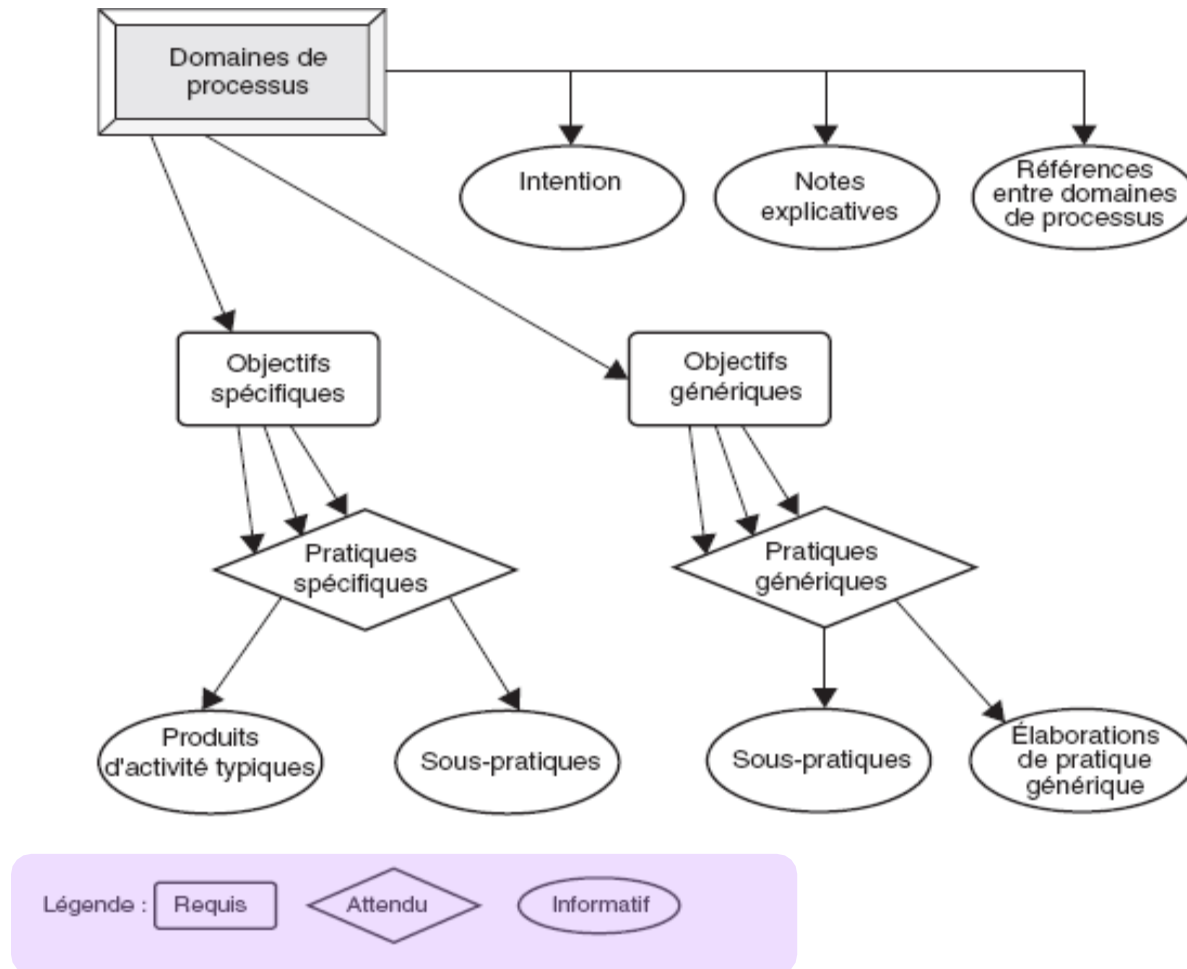 Domaines de
processus
Intention
Notes
explicatives
Références
entre domaines
de processus
Objectifs
spécifiques
Objectifs
génériques
Pratiques
spécifiques
Pratiques
génériques
Produits
d'activité typiques
Sous-pratiques
Sous-pratiques
Élaborations
de pratique
générique
Légende : Requis Attendu Informatif